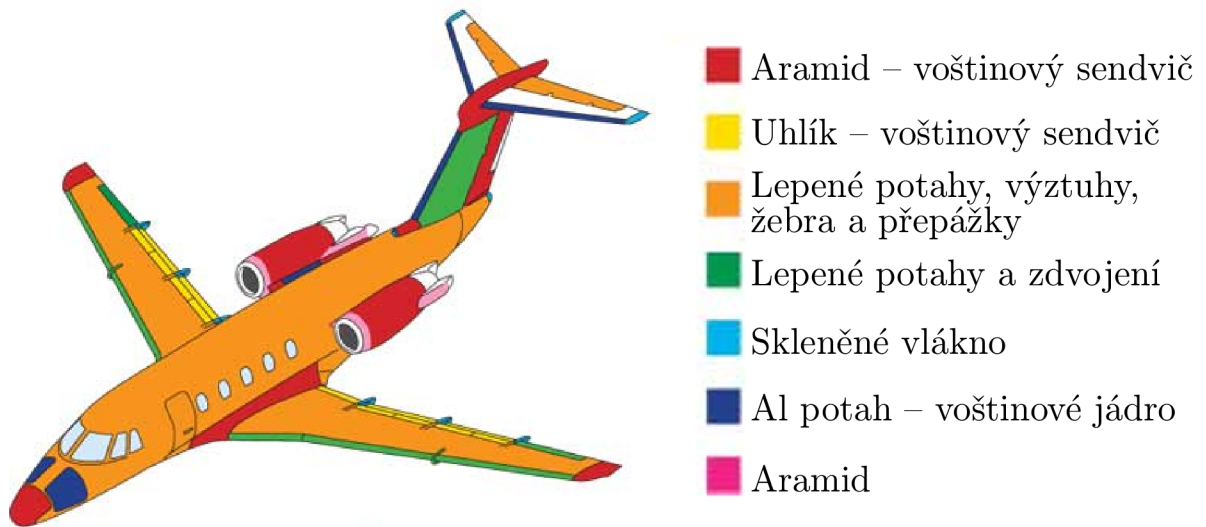 Aramid – voštinový sendvič
Uhlík – voštinový sendvič
Lepené potahy, výztuhy,
žebra a přepážky
Lepené potahy a zdvojení
Skleněné vlákno
Al potah – voštinové jádro
Aramid